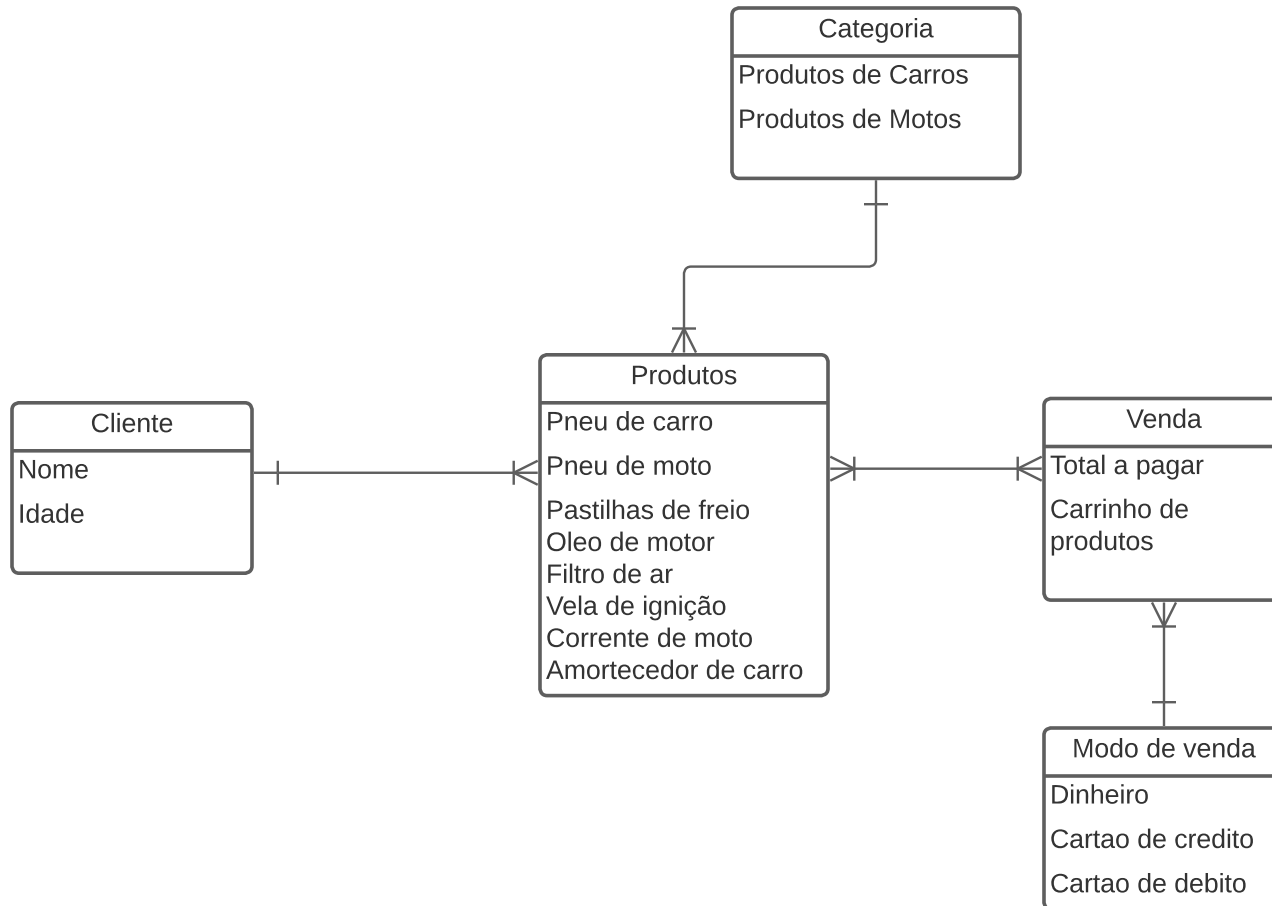 Categoria
Produtos de Carros
Produtos de Motos
Cliente
Nome
Idade
Produtos
Pneu de carro
Pneu de moto
Pastilhas de freio
Oleo de motor
Filtro de ar
Vela de ignição
Corrente de moto
Amortecedor de carro
Venda
Total a pagar
Carrinho de
produtos
Modo de venda
Dinheiro
Cartao de credito
Cartao de debito